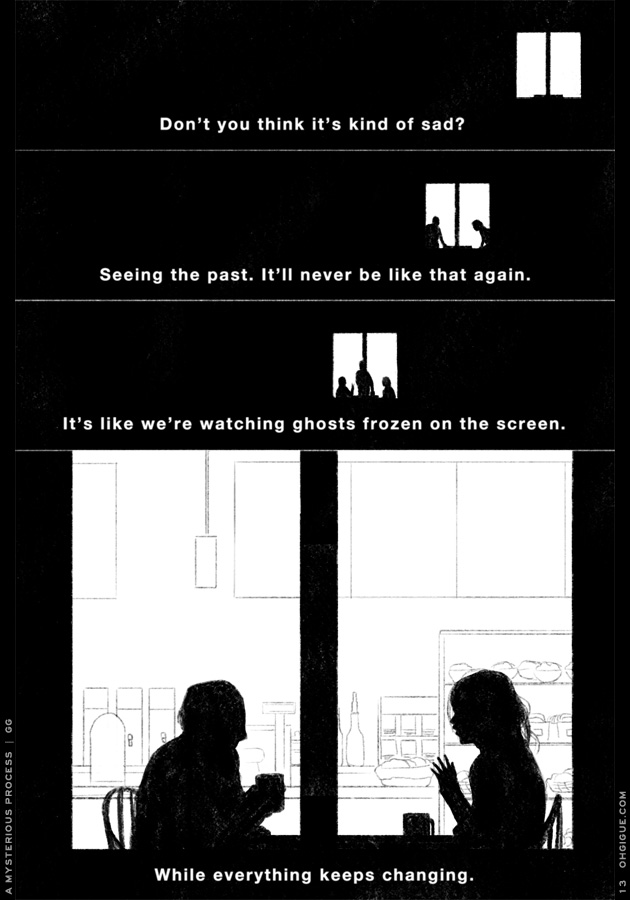 Don't you think it's kind of sad?
Seeing the past. It'll never be like that again.
It's like we're watching ghosts frozen on the screen.
While everything keeps changing.
A MYSTERIOUS PROCESS | GG
13 OHGIGUE.COM